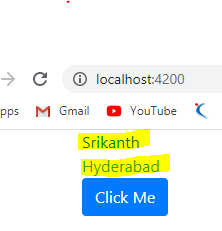 localhost:4200
pps Gmail YouTube
Srikanth
Hyderabad
Click Me